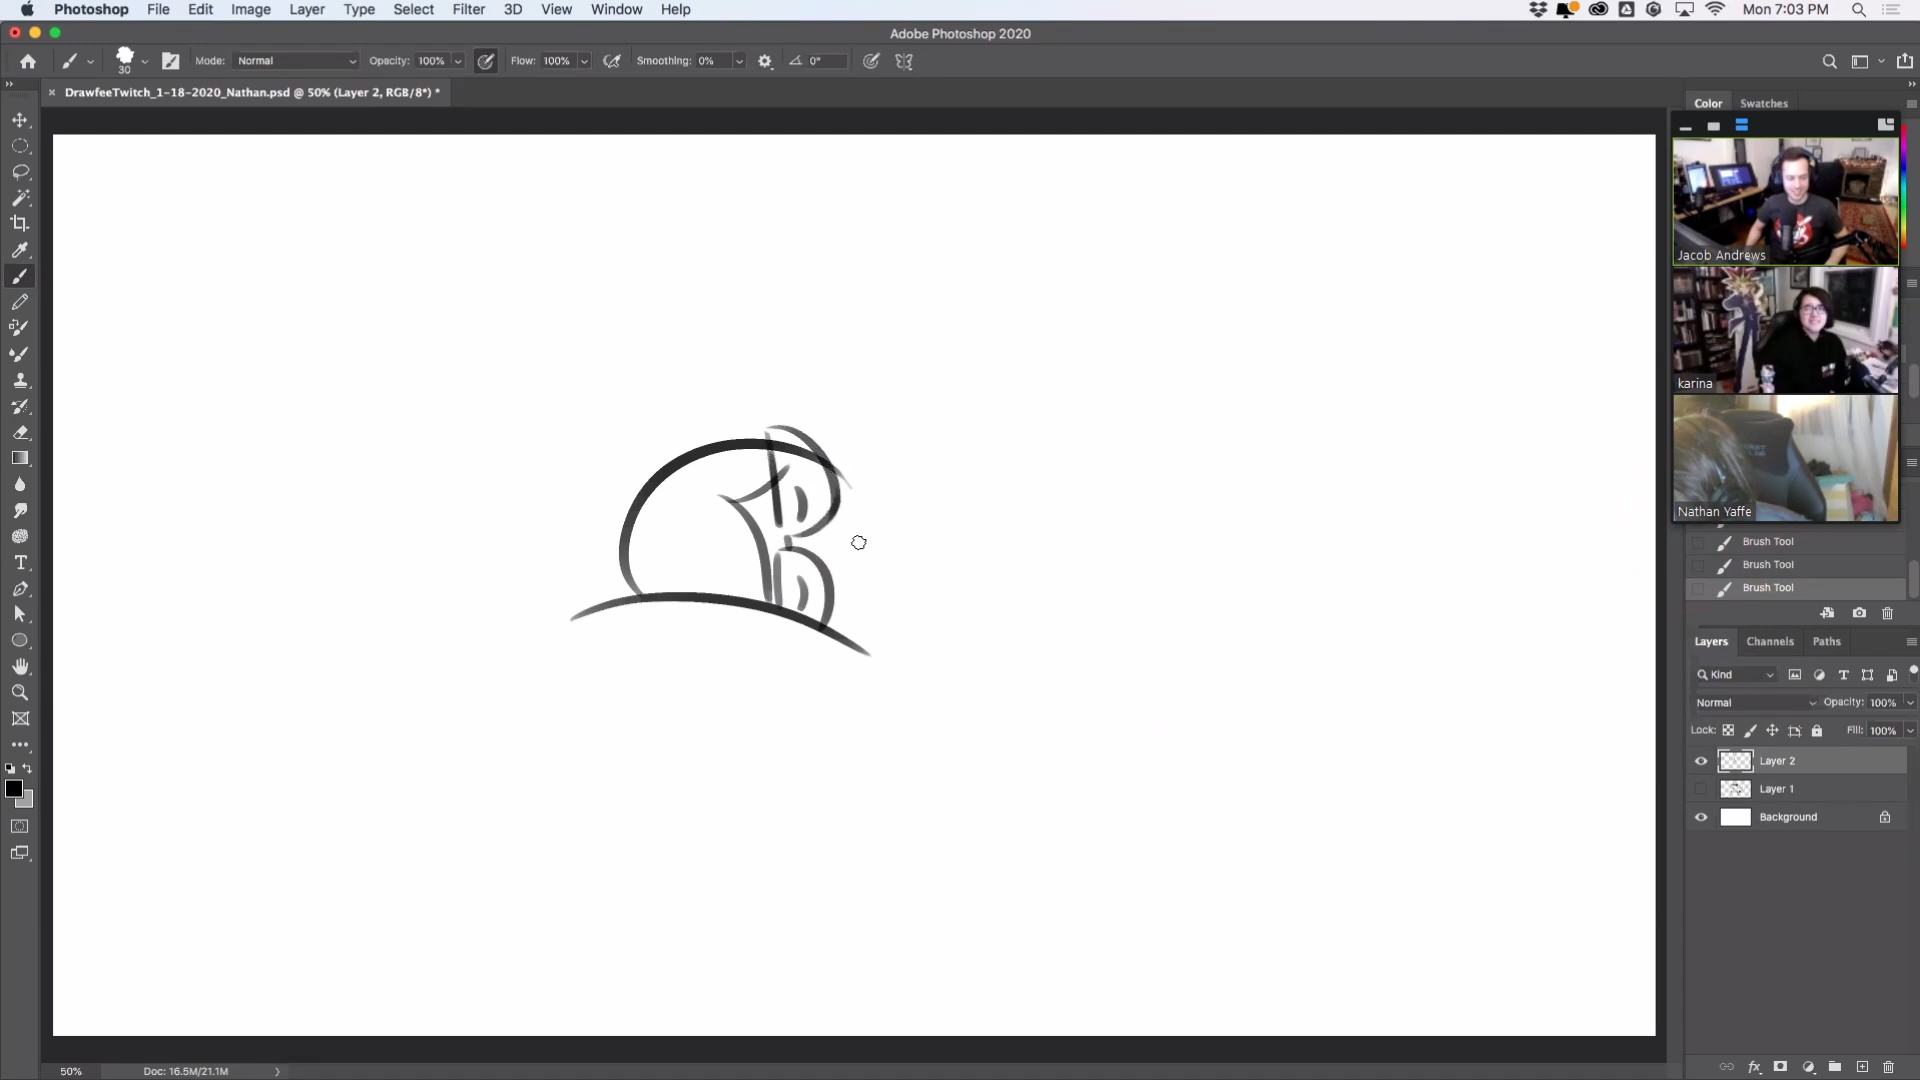 Photoshop File Edit Image Layer Type Select Filter 3D View Window Help Mon 7:03 PM
Adobe Photoshop 2020
30 Mode: Normal Opacity: 100% Flow: 100% Smoothing: 0% 0°
DrawfeeTwitch_1-18-2020_Nathan.psd @ 50% (Layer 2, RGB/8*) *
Color Swatches
Jacob Andrews
karina
Nathan Yaffe
Brush Tool
Brush Tool
Brush Tool
Layers Channels Paths
Kind
Normal Opacity: 100%
Lock: Fill: 100%
Layer 2
Layer 1
Background
50% Doc: 16.5M/21.1M